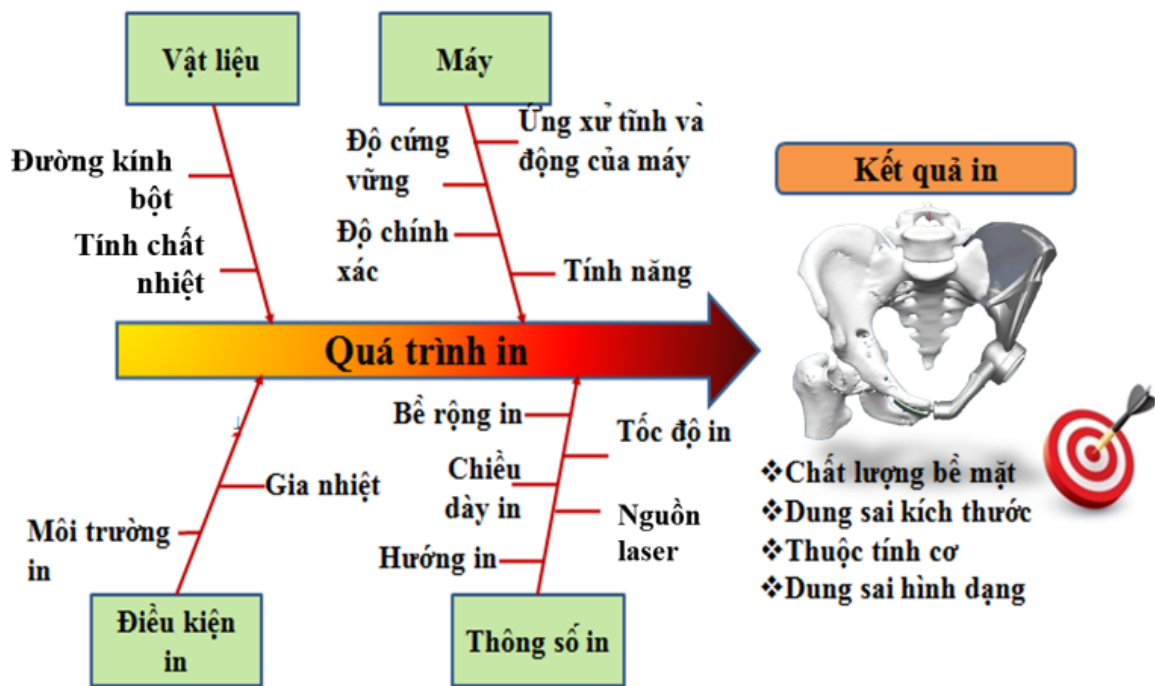 Vật liệu
Máy
Đường kính
bột
Tính chất
nhiệt
Độ cứng
vững
Độ chính
xác
Ứng xử tĩnh và
động của máy
Tính năng
Kết quả in
Quá trình in
Môi trường
in
Gia nhiệt
Bề rộng in
Chiều
dày in
Hướng in
Tốc độ in
Nguồn
laser
Điều kiện
in
Thông số in
❖Chất lượng bề mặt
❖Dung sai kích thước
❖Thuộc tính cơ
❖Dung sai hình dạng